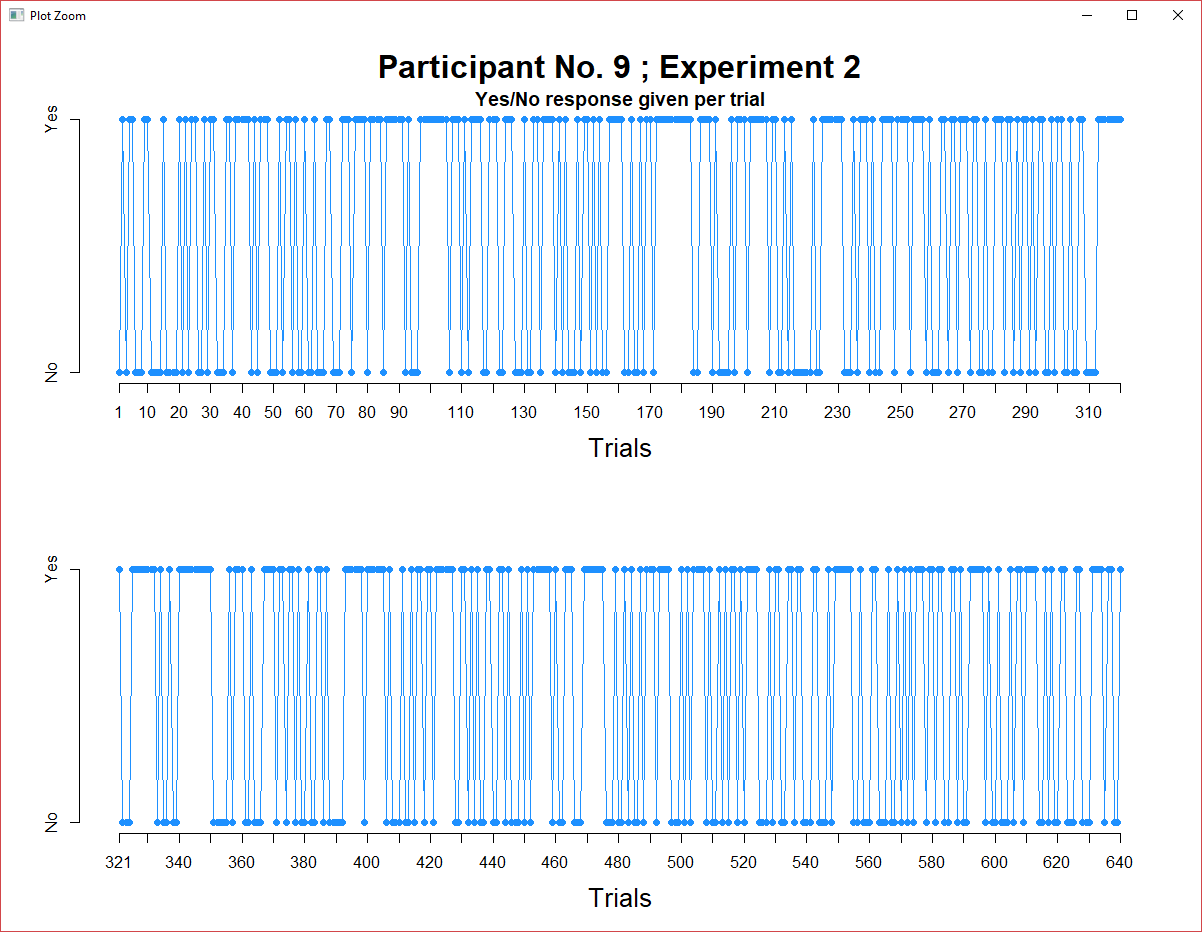 Plot Zoom
Participant No. 9 ; Experiment 2
Yes/No response given per trial
Yes
No
1 10 20 30 40 50 60 70 80 90 110 130 150 170 190 210 230 250 270 290 310
Trials
Yes
No
321 340 360 380 400 420 440 460 480 500 520 540 560 580 600 620 640
Trials